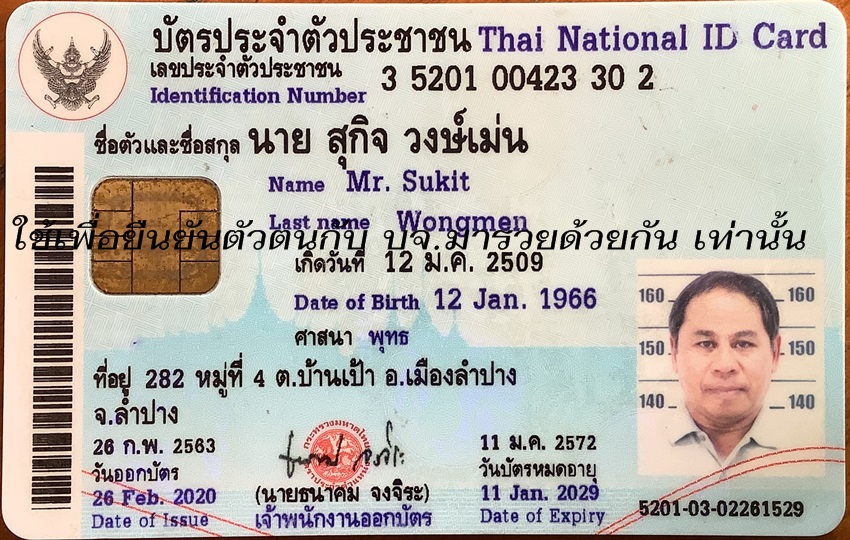 บัตรประจำตัวประชาชน Thai National ID Card
เลขประจำตัวประชาชน 3 5201 00423 30 2
Identification Number
ชื่อตัวและชื่อสกุล นาย สุกิจ วงษ์เม่น
Name Mr. Sukit
Last name Wongmen
ใช้เพื่อยืนยันตัวตนกับ บจ.มารวยด้วยกัน เท่านั้น
เกิดวันที่ 12 ม.ค. 2509
Date of Birth 12 Jan. 1966
ศาสนา พุทธ
ที่อยู่ 282 หมู่ที่ 4 ต.บ้านเป้า อ.เมืองลำปาง
จ.ลำปาง
160 160
150 150
140 140
26 ก.พ. 2563
วันออกบัตร
26 Feb. 2020
Date of Issue
(นายธนาคม จงจิระ)
เจ้าพนักงานออกบัตร
11 ม.ค. 2572
วันบัตรหมดอายุ
11 Jan. 2029
Date of Expiry
5201-03-02261529